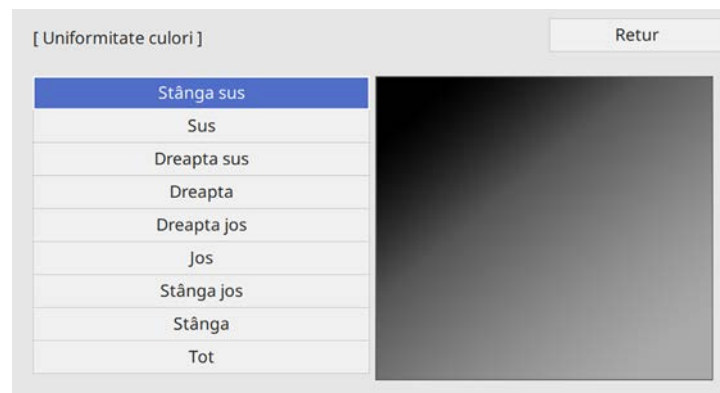 [ Uniformitate culori ]
Retur
Stânga sus
Sus
Dreapta sus
Dreapta
Dreapta jos
Jos
Stânga jos
Stânga
Tot